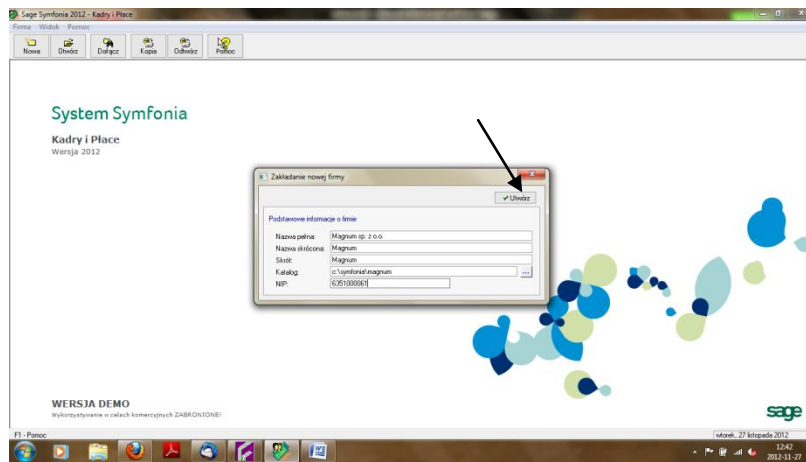 Sage Symfonia 2012 - Kadry i Płace
Firma Widok Pomoc
Nowa Otwórz Dołącz Kopia Odtwórz Pomoc
System Symfonia
Kadry i Płace
Wersja 2012
Zakładanie nowej firmy
Utwórz
Podstawowe informacje o firmie
Nazwa pełna: Magnum sp. z o.o.
Nazwa skrócona: Magnum
Skrót: Magnum
Katalog: c:\symfonia\magnum ...
NIP: 6351000061
WERSJA DEMO
Wykorzystywanie w celach komercyjnych ZABRONIONE!
sage
F1 - Pomoc
wtorek, 27 listopada 2012
12:42
2012-11-27